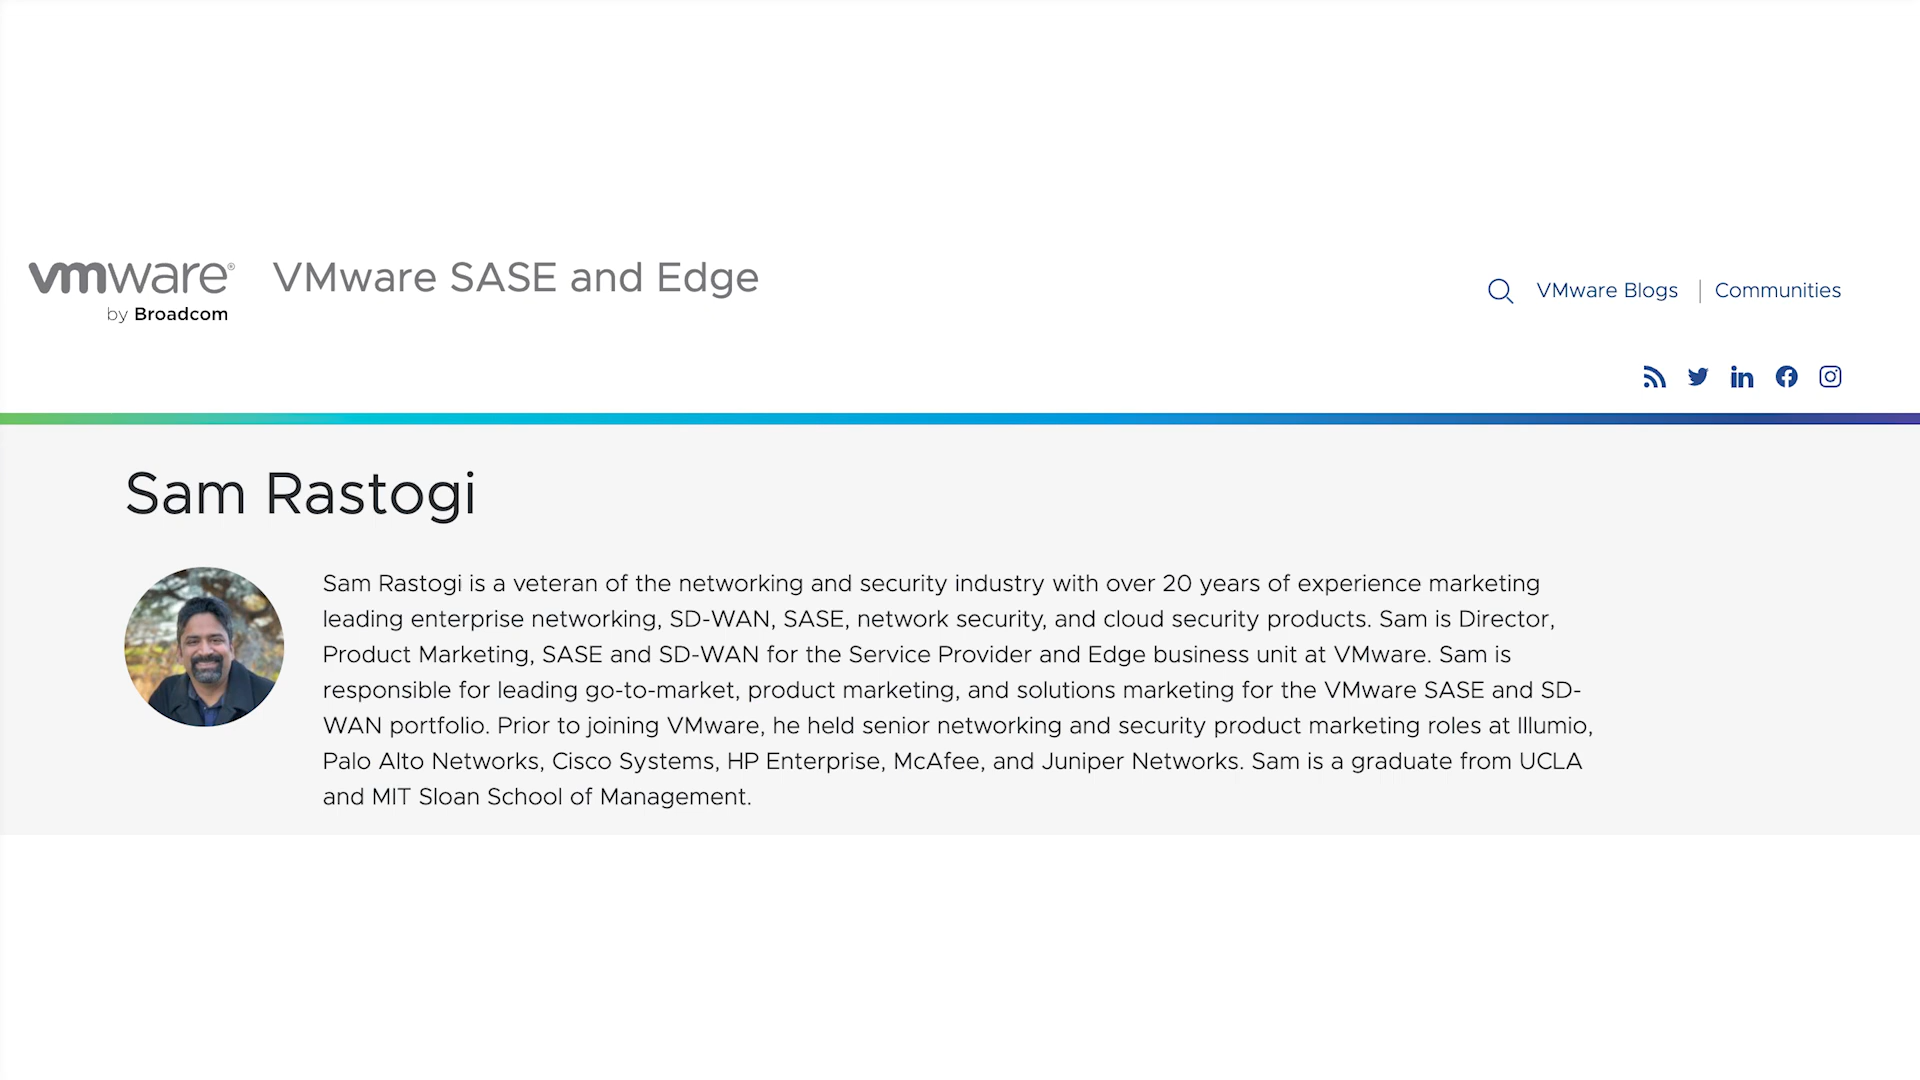 vmware®
by Broadcom
VMware SASE and Edge
VMware Blogs | Communities
Sam Rastogi
Sam Rastogi is a veteran of the networking and security industry with over 20 years of experience marketing
leading enterprise networking, SD-WAN, SASE, network security, and cloud security products. Sam is Director,
Product Marketing, SASE and SD-WAN for the Service Provider and Edge business unit at VMware. Sam is
responsible for leading go-to-market, product marketing, and solutions marketing for the VMware SASE and SD-
WAN portfolio. Prior to joining VMware, he held senior networking and security product marketing roles at Illumio,
Palo Alto Networks, Cisco Systems, HP Enterprise, McAfee, and Juniper Networks. Sam is a graduate from UCLA
and MIT Sloan School of Management.